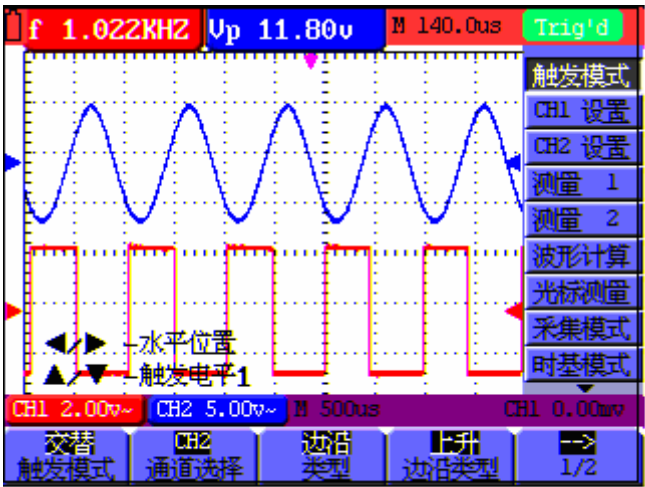 f 1.022KHZ Vp 11.80v M 140.0us Trig'd
触发模式
CH1 设置
CH2 设置
测量 1
测量 2
波形计算
光标测量
采集模式
时基模式
◀/▶ -水平位置
▲/▼ -触发电平1
CH1 2.00v~ CH2 5.00v~ M 500us CH1 0.00mv
交替 CH2 边沿 上升 -->
触发模式 通道选择 类型 边沿类型 1/2